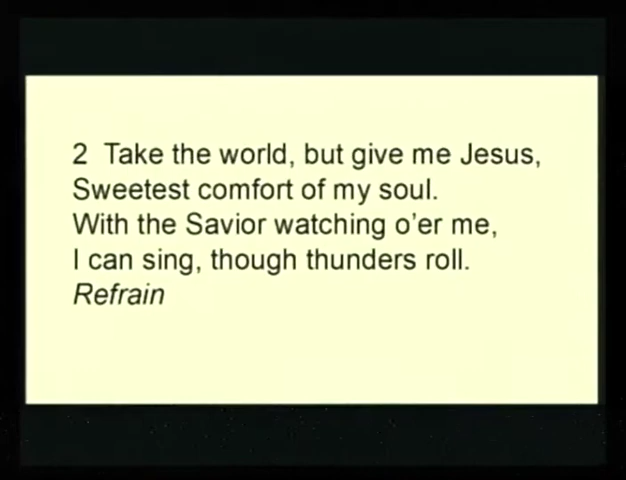 2 Take the world, but give me Jesus,
Sweetest comfort of my soul.
With the Savior watching o’er me,
I can sing, though thunders roll.
Refrain